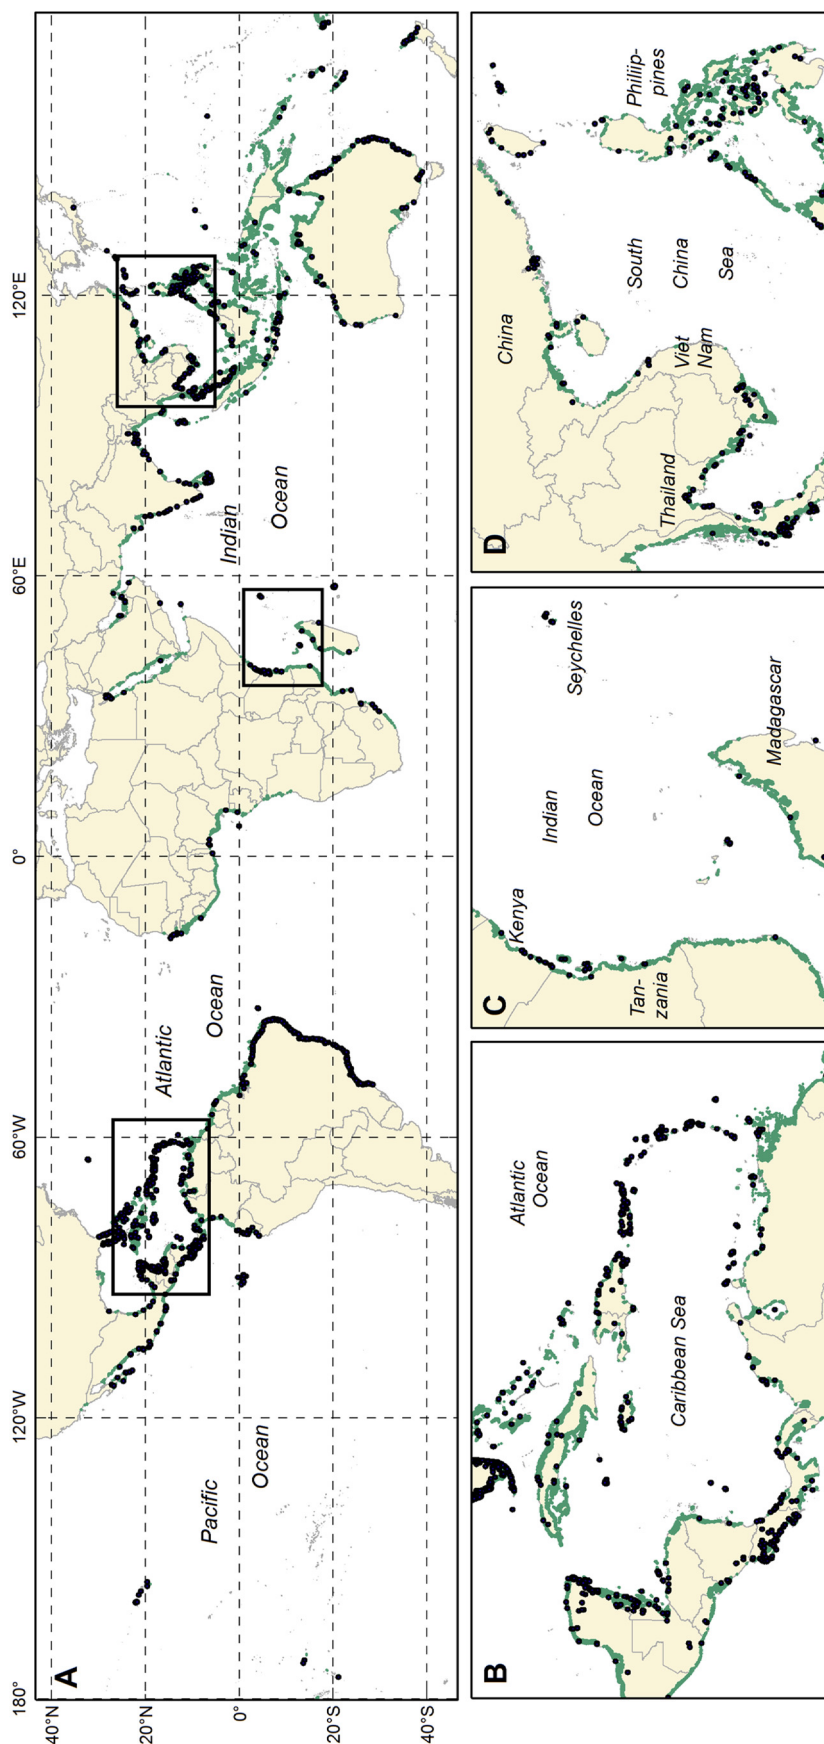 A
180°
120°W
60°W
0°
60°E
120°E
40°N
20°N
0°
20°S
40°S
Pacific
Ocean
Atlantic
Ocean
Indian
Ocean
B
Atlantic
Ocean
Caribbean Sea
C
Kenya
Tan-
zania
Indian
Ocean
Seychelles
Madagascar
D
China
Thailand
Viet
Nam
South
China
Sea
Philiip-
pines